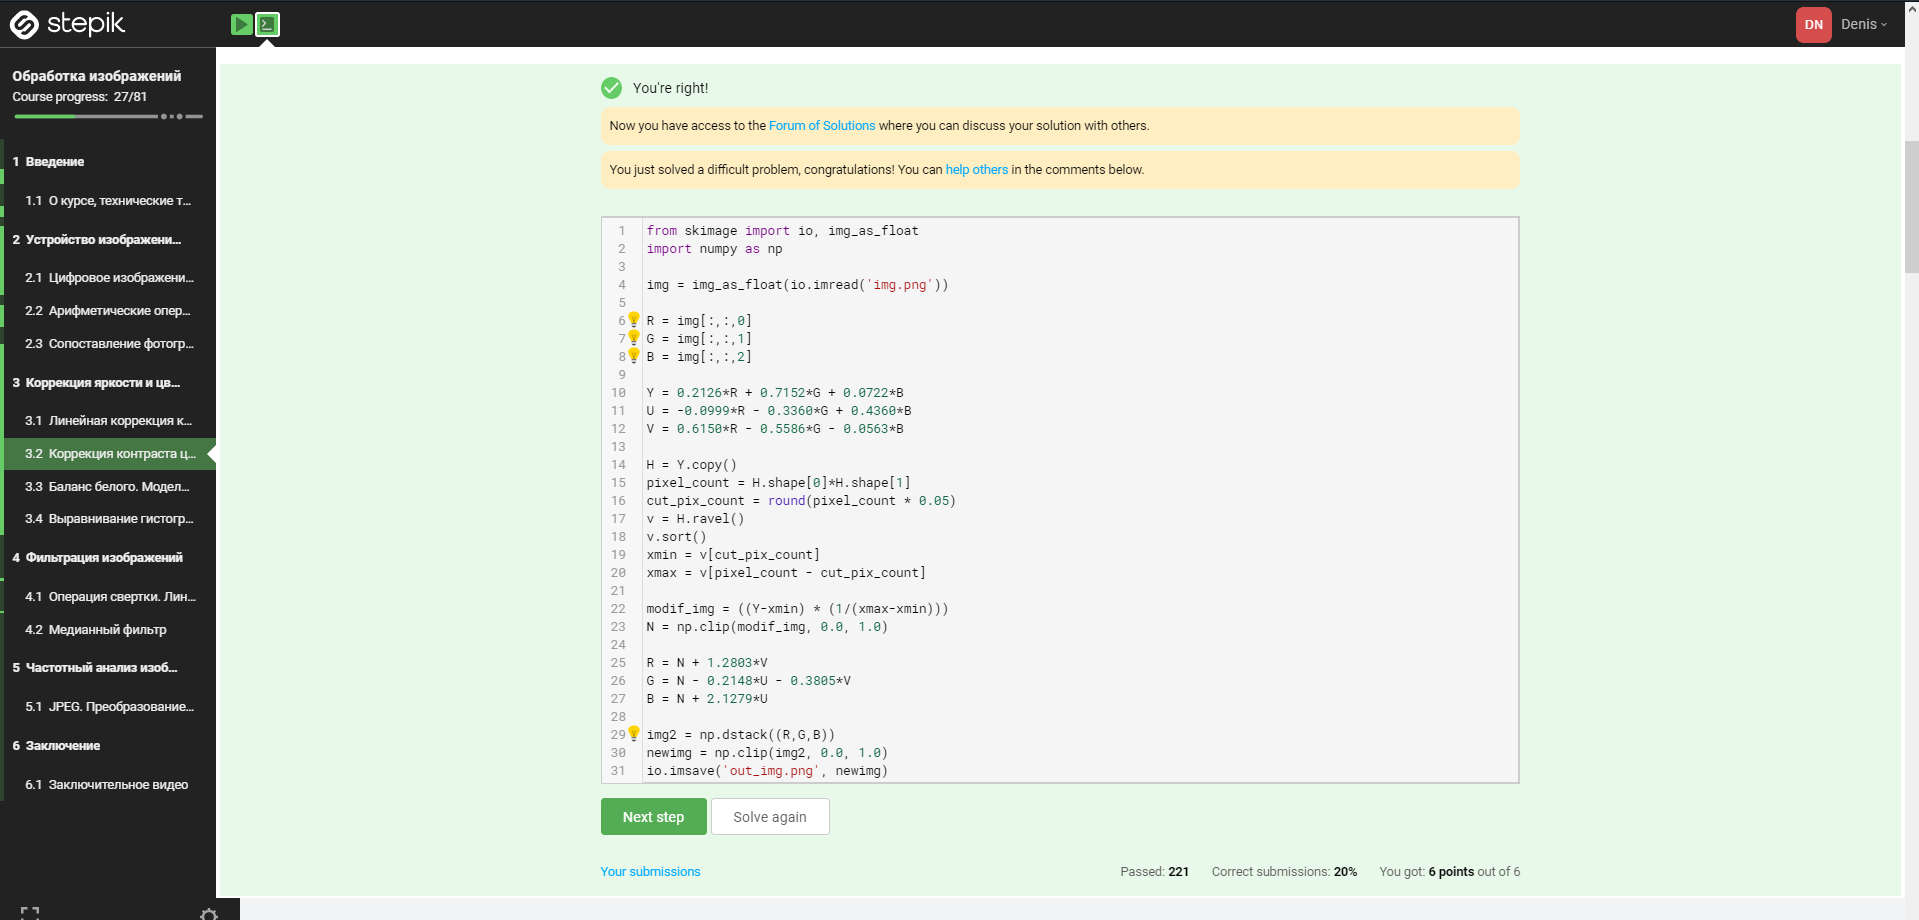 stepik
DN Denis
Обработка изображений
Course progress: 27/81
1 Введение
1.1 О курсе, технические т...
2 Устройство изображени...
2.1 Цифровое изображени...
2.2 Арифметические опер...
2.3 Сопоставление фотогр...
3 Коррекция яркости и цв...
3.1 Линейная коррекция к...
3.2 Коррекция контраста ц...
3.3 Баланс белого. Модел...
3.4 Выравнивание гистогр...
4 Фильтрация изображений
4.1 Операция свертки. Лин...
4.2 Медианный фильтр
5 Частотный анализ изоб...
5.1 JPEG. Преобразование...
6 Заключение
6.1 Заключительное видео
You're right!
Now you have access to the Forum of Solutions where you can discuss your solution with others.
You just solved a difficult problem, congratulations! You can help others in the comments below.
1 from skimage import io, img_as_float
2 import numpy as np
3
4 img = img_as_float(io.imread('img.png'))
5
6 R = img[:,:,0]
7 G = img[:,:,1]
8 B = img[:,:,2]
9
10 Y = 0.2126*R + 0.7152*G + 0.0722*B
11 U = -0.0999*R - 0.3360*G + 0.4360*B
12 V = 0.6150*R - 0.5586*G - 0.0563*B
13
14 H = Y.copy()
15 pixel_count = H.shape[0]*H.shape[1]
16 cut_pix_count = round(pixel_count * 0.05)
17 v = H.ravel()
18 v.sort()
19 xmin = v[cut_pix_count]
20 xmax = v[pixel_count - cut_pix_count]
21
22 modif_img = ((Y-xmin) * (1/(xmax-xmin)))
23 N = np.clip(modif_img, 0.0, 1.0)
24
25 R = N + 1.2803*V
26 G = N - 0.2148*U - 0.3805*V
27 B = N + 2.1279*U
28
29 img2 = np.dstack((R,G,B))
30 newimg = np.clip(img2, 0.0, 1.0)
31 io.imsave('out_img.png', newimg)
Next step Solve again
Your submissions Passed: 221 Correct submissions: 20% You got: 6 points out of 6